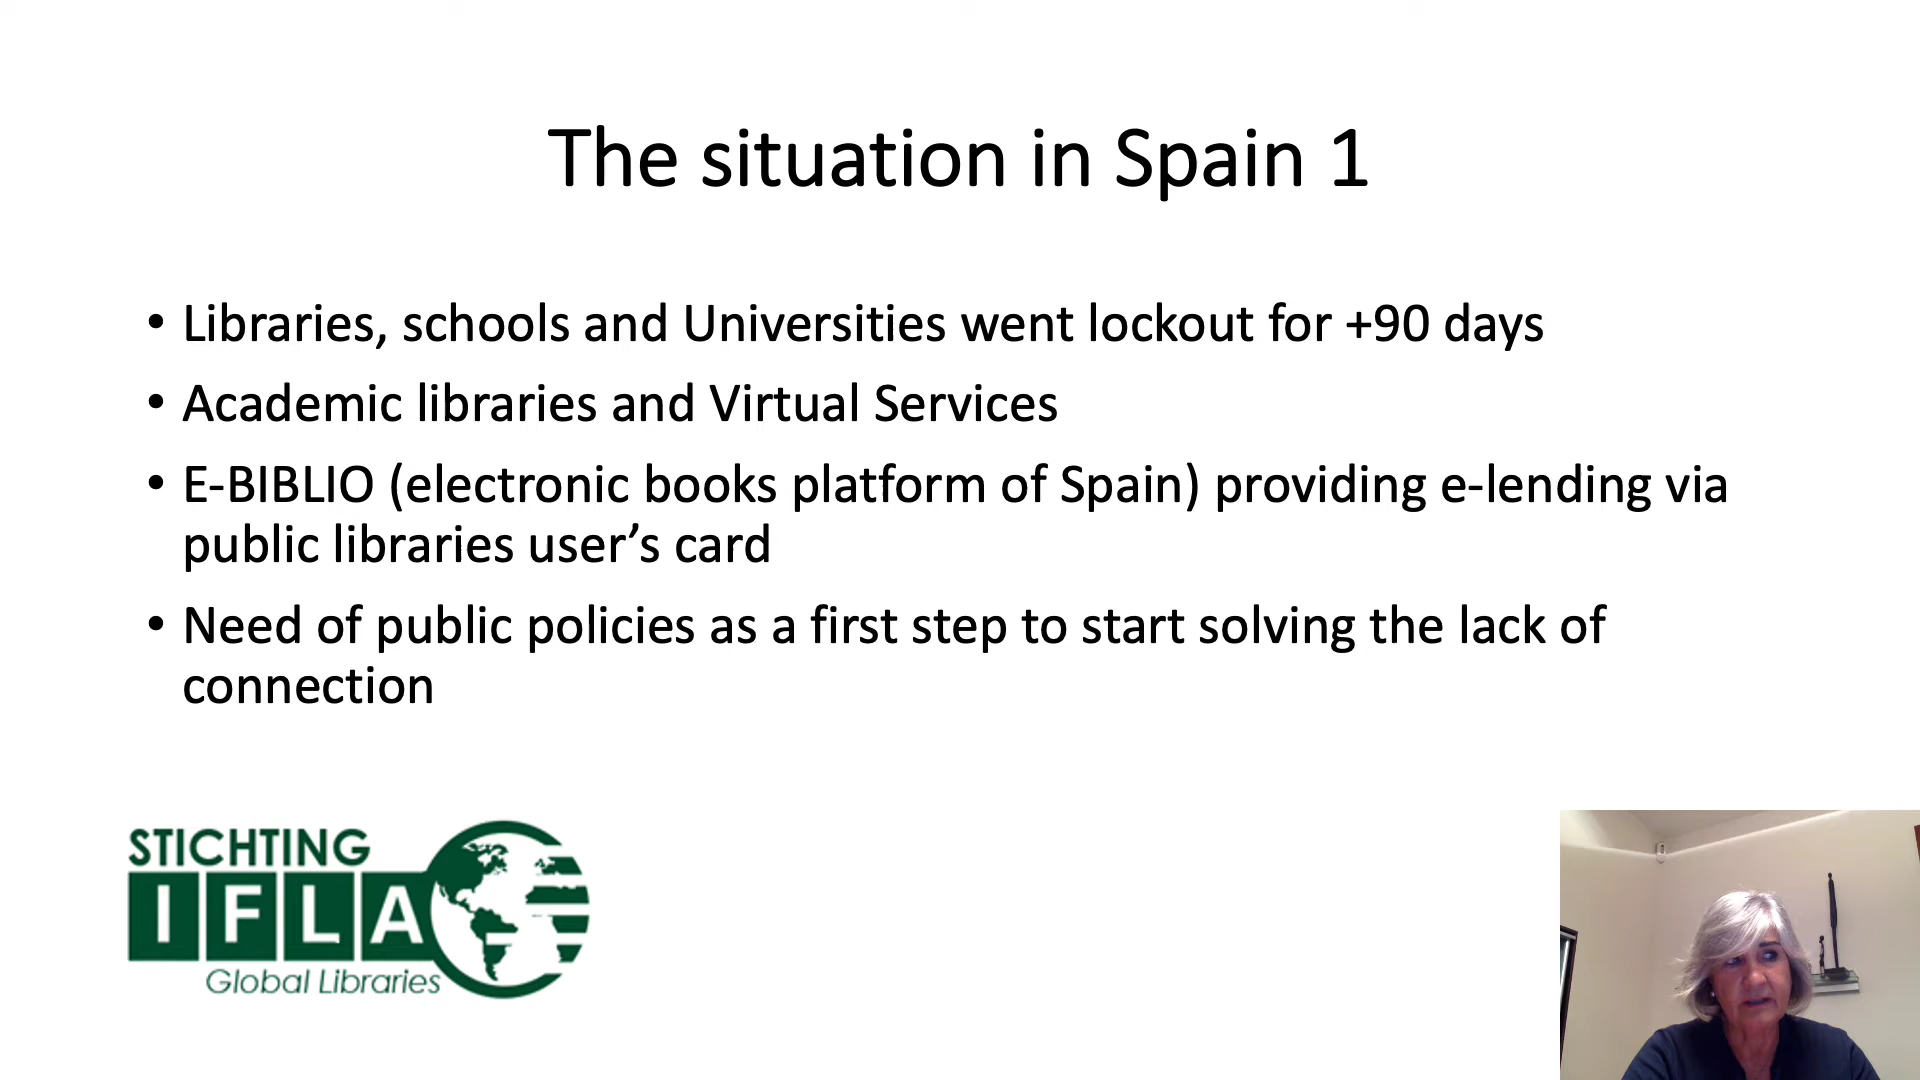 The situation in Spain 1
• Libraries, schools and Universities went lockout for +90 days
• Academic libraries and Virtual Services
• E-BIBLIO (electronic books platform of Spain) providing e-lending via
public libraries user’s card
• Need of public policies as a first step to start solving the lack of
connection
STICHTING
IFLA
Global Libraries